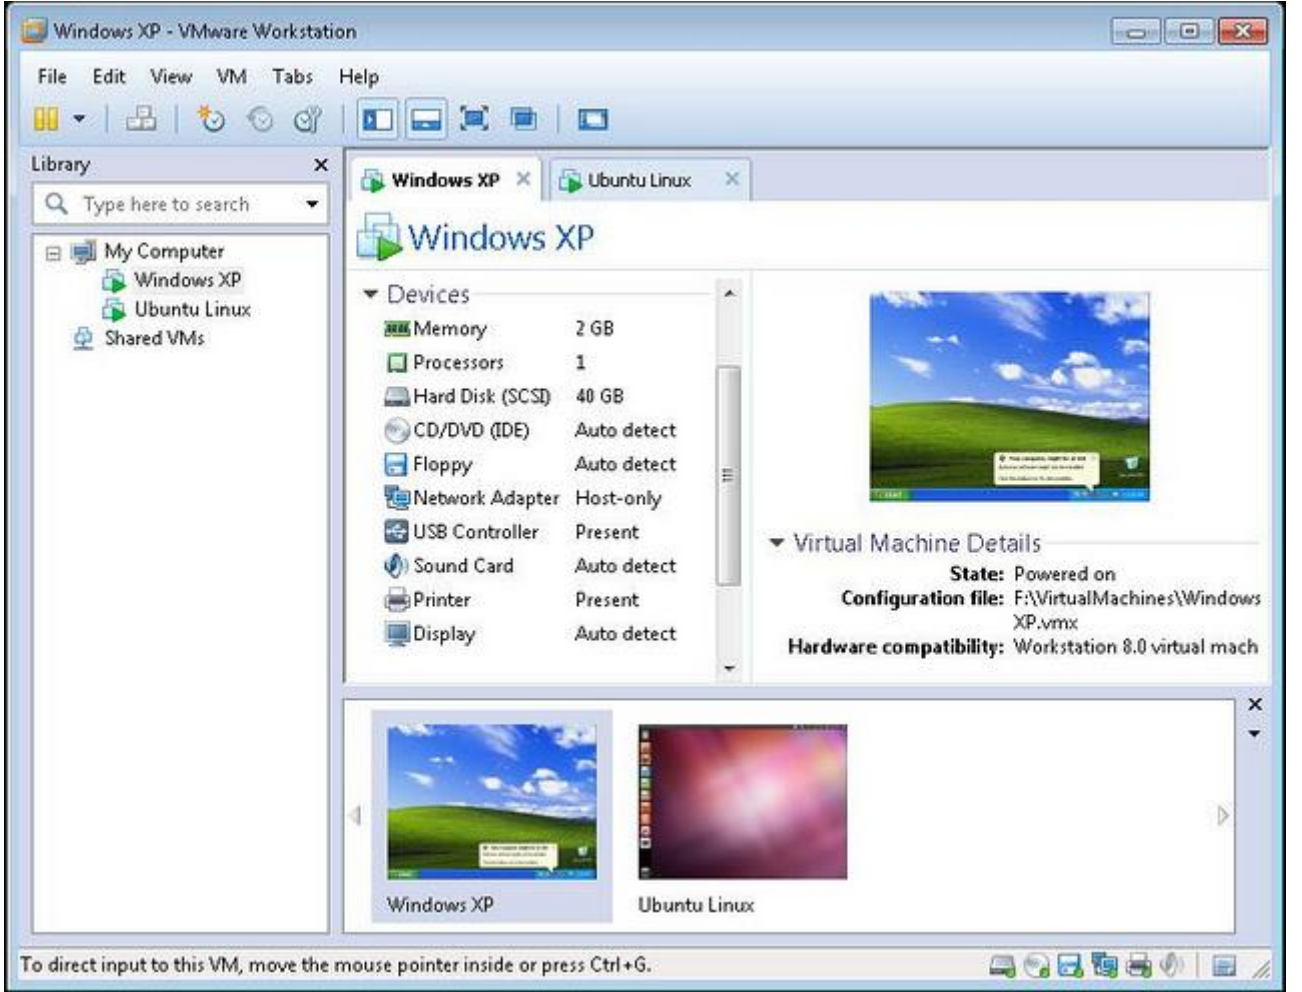 Windows XP - VMware Workstation
File Edit View VM Tabs Help
Library
Type here to search
My Computer
Windows XP
Ubuntu Linux
Shared VMs
Windows XP Ubuntu Linux
Windows XP
Devices
Memory 2 GB
Processors 1
Hard Disk (SCSI) 40 GB
CD/DVD (IDE) Auto detect
Floppy Auto detect
Network Adapter Host-only
USB Controller Present
Sound Card Auto detect
Printer Present
Display Auto detect
Virtual Machine Details
State: Powered on
Configuration file: F:\VirtualMachines\Windows
XP.vmx
Hardware compatibility: Workstation 8.0 virtual mach
Windows XP
Ubuntu Linux
To direct input to this VM, move the mouse pointer inside or press Ctrl+G.